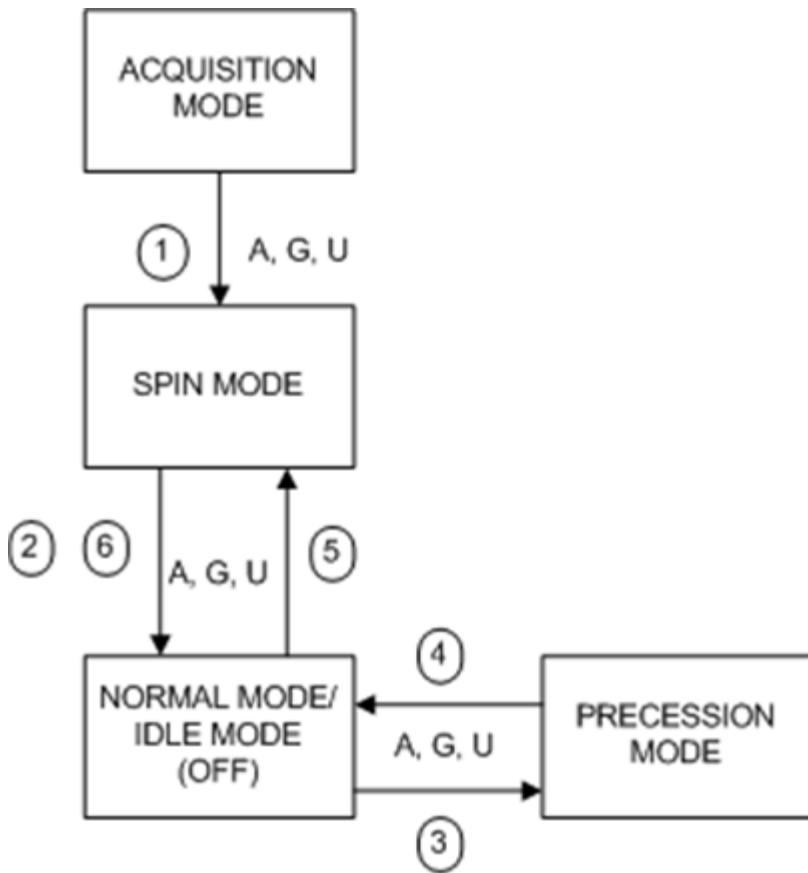 ACQUISITION
MODE
1
A, G, U
SPIN MODE
2
6
A, G, U
5
NORMAL MODE/
IDLE MODE
(OFF)
4
A, G, U
3
PRECESSION
MODE